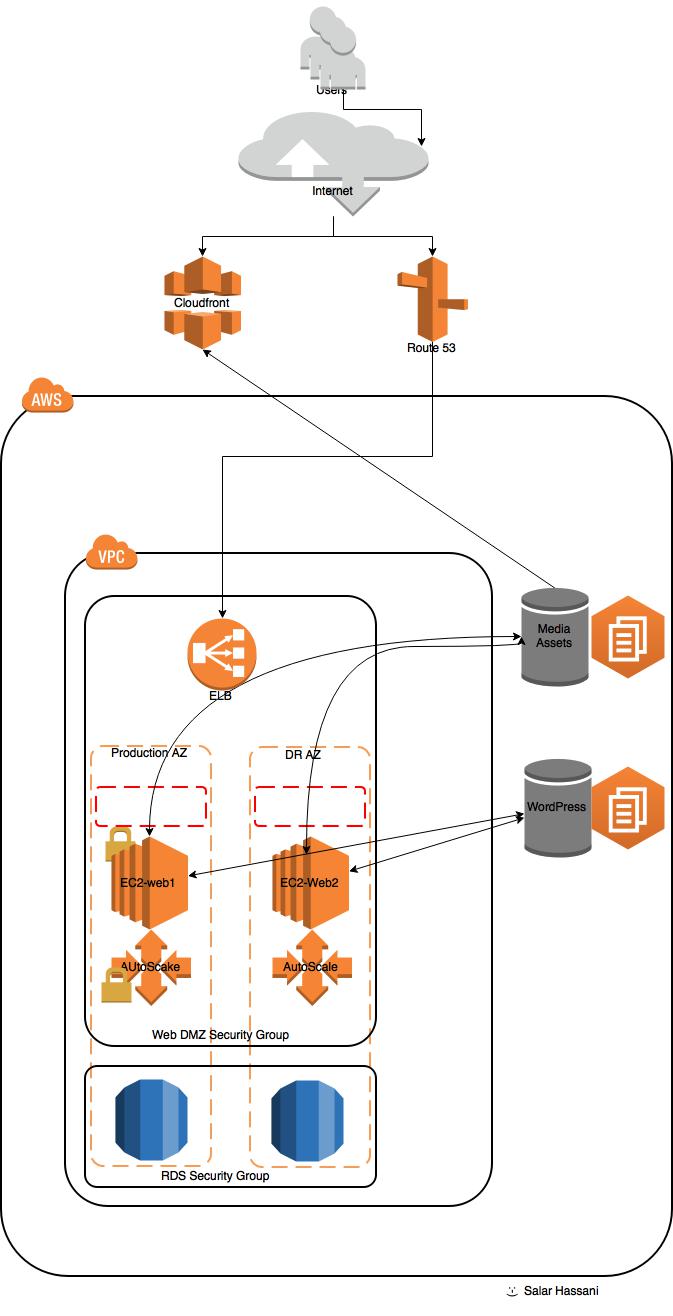 Users
Internet
Cloudfront
Route 53
AWS
VPC
Media
Assets
ELB
Production AZ
DR AZ
WordPress
EC2-web1
EC2-Web2
AUtoScake
AutoScale
Web DMZ Security Group
RDS Security Group
Salar Hassani